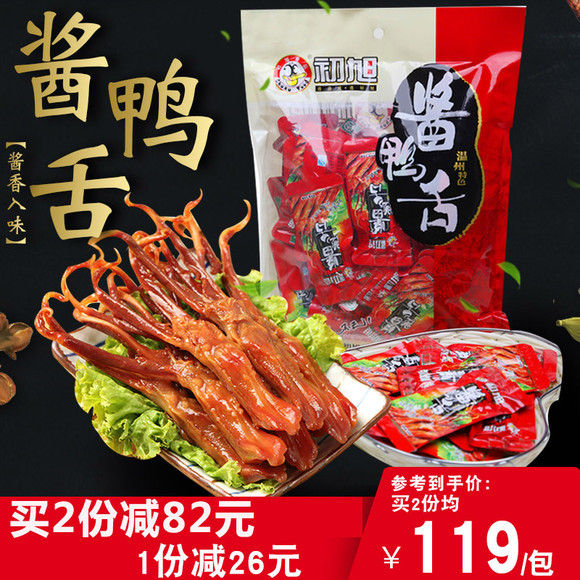 酱鸭舌
【酱香入味】
初旭
酱鸭舌
温州特色
买2份减82元
1份减26元
参考到手价：
买2份均
¥119/包